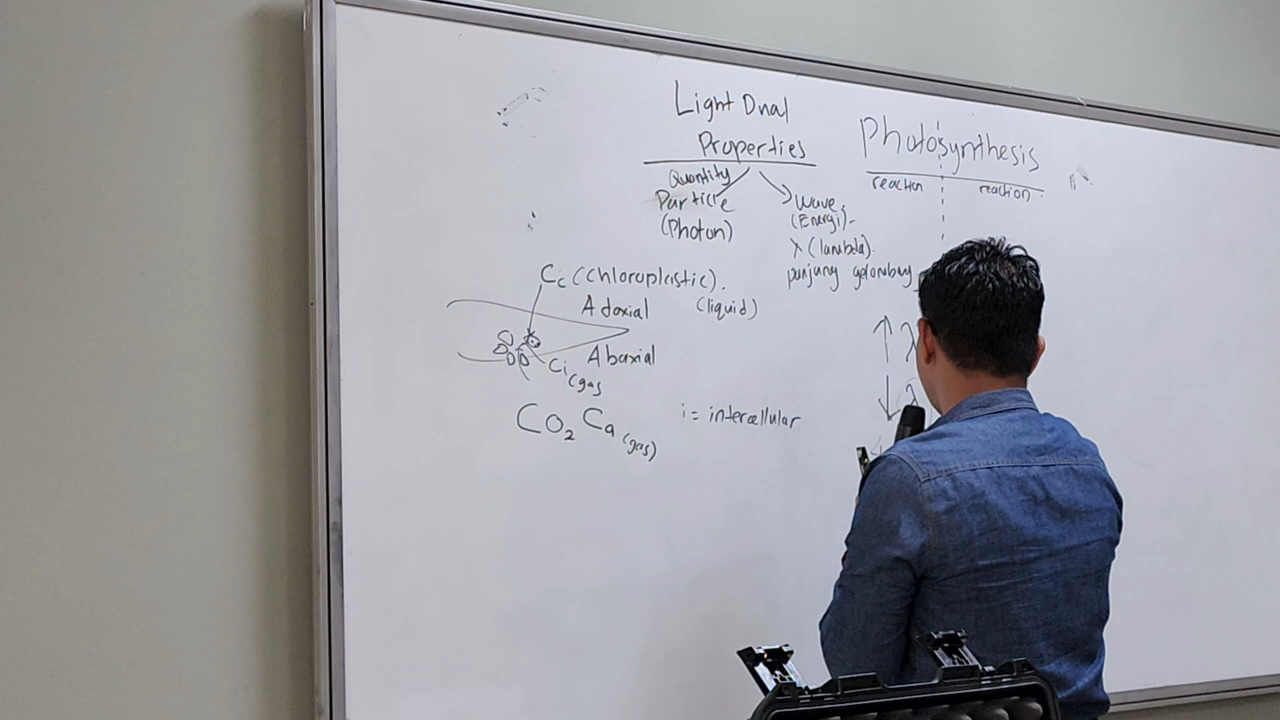 Light Dual
Properties
Quantity
Particle
(Photon)
Wave
(Energi)
λ (lambda)
panjang gelombang
Photosynthesis
reaction
reaction
Cc (Chloroplastic).
Adaxial
(liquid)
Abaxial
Ci (gas
CO₂ Ca (gas)
i = intercellular
λ
λ